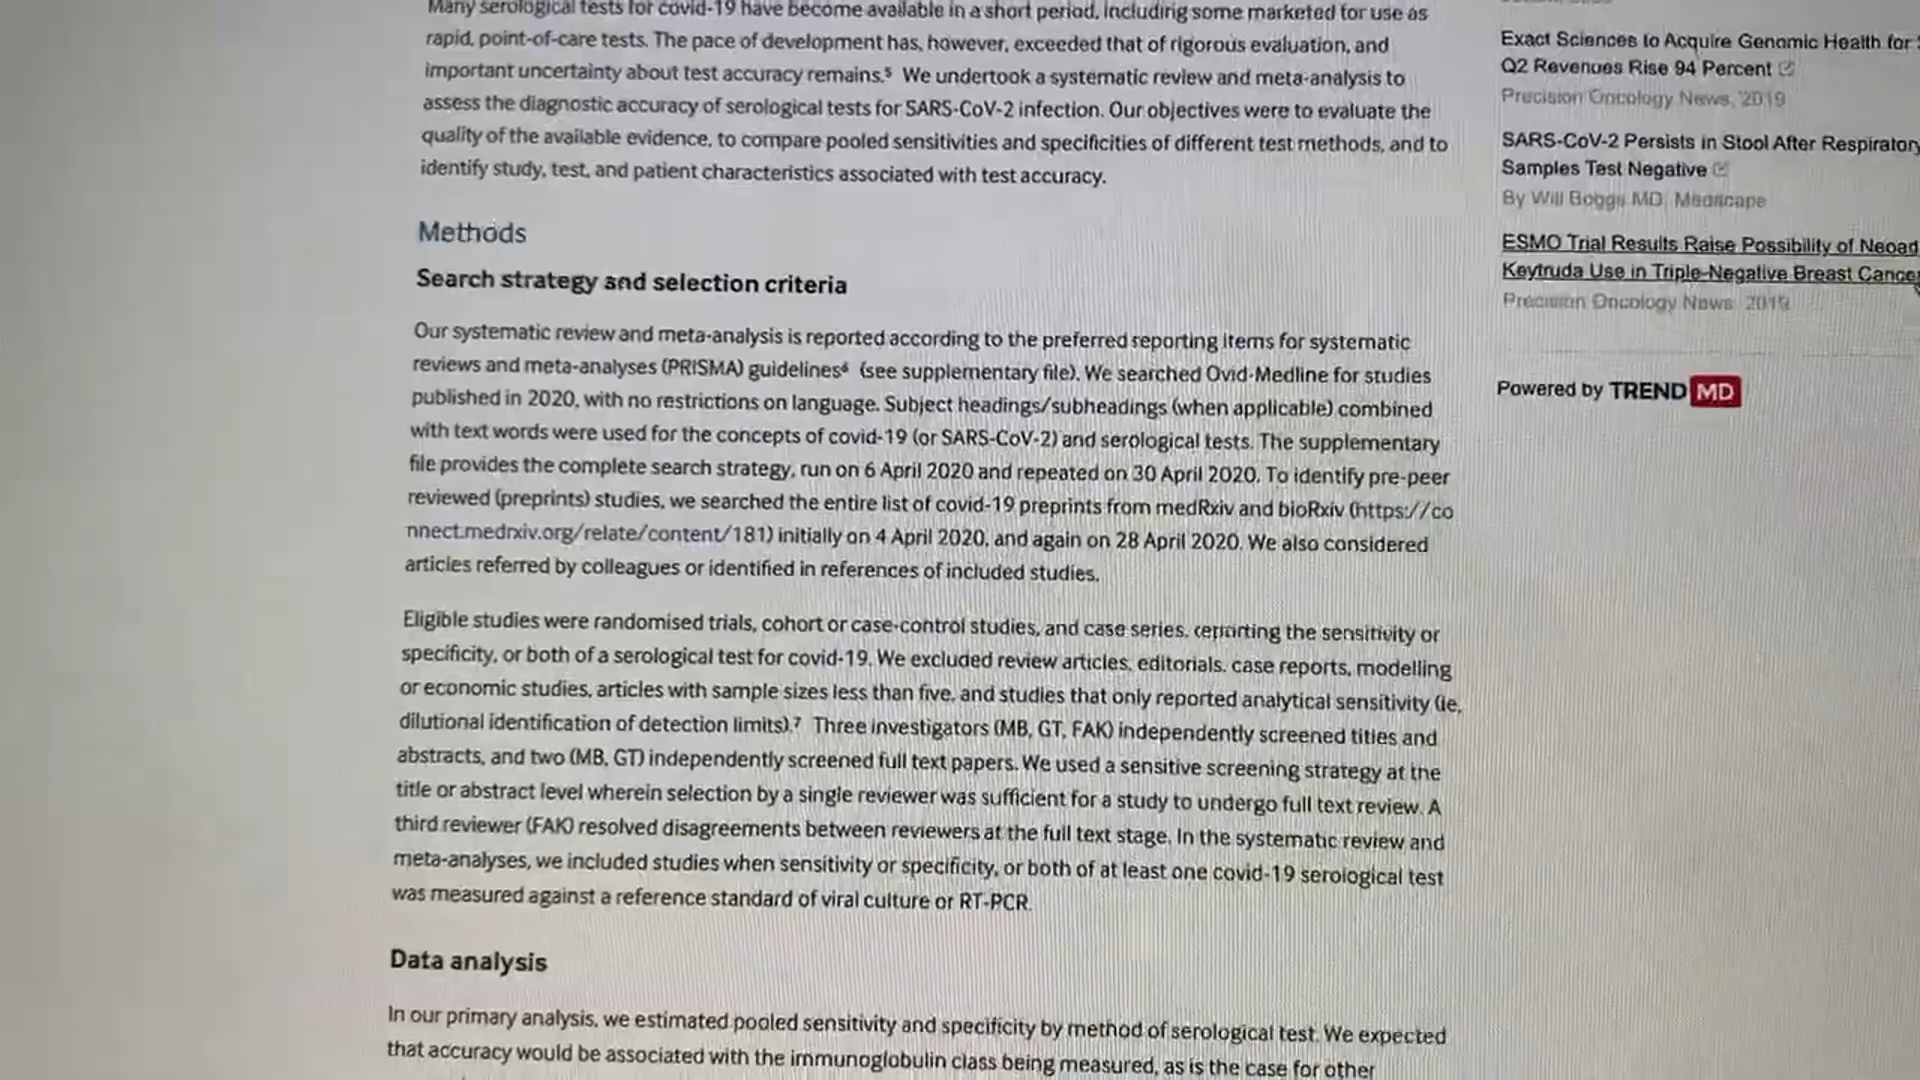 Many serological tests for covid-19 have become available in a short period, including some marketed for use as
rapid, point-of-care tests. The pace of development has, however, exceeded that of rigorous evaluation, and
important uncertainty about test accuracy remains.⁵ We undertook a systematic review and meta-analysis to
assess the diagnostic accuracy of serological tests for SARS-CoV-2 infection. Our objectives were to evaluate the
quality of the available evidence, to compare pooled sensitivities and specificities of different test methods, and to
identify study, test, and patient characteristics associated with test accuracy.
Methods
Search strategy and selection criteria
Our systematic review and meta-analysis is reported according to the preferred reporting items for systematic
reviews and meta-analyses (PRISMA) guidelines⁶ (see supplementary file). We searched Ovid-Medline for studies
published in 2020, with no restrictions on language. Subject headings/subheadings (when applicable) combined
with text words were used for the concepts of covid-19 (or SARS-CoV-2) and serological tests. The supplementary
file provides the complete search strategy, run on 6 April 2020 and repeated on 30 April 2020. To identify pre-peer
reviewed (preprints) studies, we searched the entire list of covid-19 preprints from medRxiv and bioRxiv (https://co
nnect.medrxiv.org/relate/content/181) initially on 4 April 2020, and again on 28 April 2020. We also considered
articles referred by colleagues or identified in references of included studies.
Eligible studies were randomised trials, cohort or case-control studies, and case series, reporting the sensitivity or
specificity, or both of a serological test for covid-19. We excluded review articles, editorials, case reports, modelling
or economic studies, articles with sample sizes less than five, and studies that only reported analytical sensitivity (ie,
dilutional identification of detection limits).⁷ Three investigators (MB, GT, FAK) independently screened titles and
abstracts, and two (MB, GT) independently screened full text papers. We used a sensitive screening strategy at the
title or abstract level wherein selection by a single reviewer was sufficient for a study to undergo full text review. A
third reviewer (FAK) resolved disagreements between reviewers at the full text stage. In the systematic review and
meta-analyses, we included studies when sensitivity or specificity, or both of at least one covid-19 serological test
was measured against a reference standard of viral culture or RT-PCR.
Data analysis
In our primary analysis, we estimated pooled sensitivity and specificity by method of serological test. We expected
that accuracy would be associated with the immunoglobulin class being measured, as is the case for other
Exact Sciences to Acquire Genomic Health for
Q2 Revenues Rise 94 Percent
Precision Oncology News, 2019
SARS-CoV-2 Persists in Stool After Respiratory
Samples Test Negative
By Will Boggs MD, Medscape
ESMO Trial Results Raise Possibility of Neoad
Keytruda Use in Triple-Negative Breast Cancer
Precision Oncology News, 2019
Powered by TREND MD